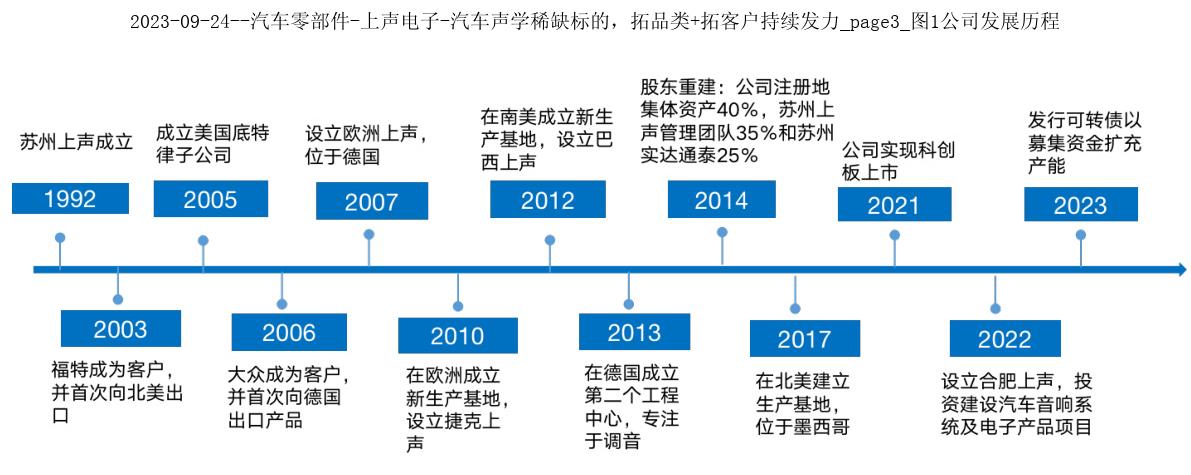 2023-09-24--汽车零部件-上声电子-汽车声学稀缺标的，拓品类+拓客户持续发力_page3_图1公司发展历程
苏州上声成立
1992
福特成为客户，
并首次向北美出
口
2003
成立美国底特
律子公司
2005
大众成为客户，
并首次向德国
出口产品
2006
设立欧洲上声，
位于德国
2007
在欧洲成立
新生产基地，
设立捷克上
声
2010
在南美成立新生
产基地，设立巴
西上声
2012
在德国成立
第二个工程
中心，专注
于调音
2013
股东重建：公司注册地
集体资产40%，苏州上
声管理团队35%和苏州
实达通泰25%
2014
在北美建立
生产基地，
位于墨西哥
2017
公司实现科创
板上市
2021
设立合肥上声，投
资建设汽车音响系
统及电子产品项目
2022
发行可转债以
募集资金扩充
产能
2023